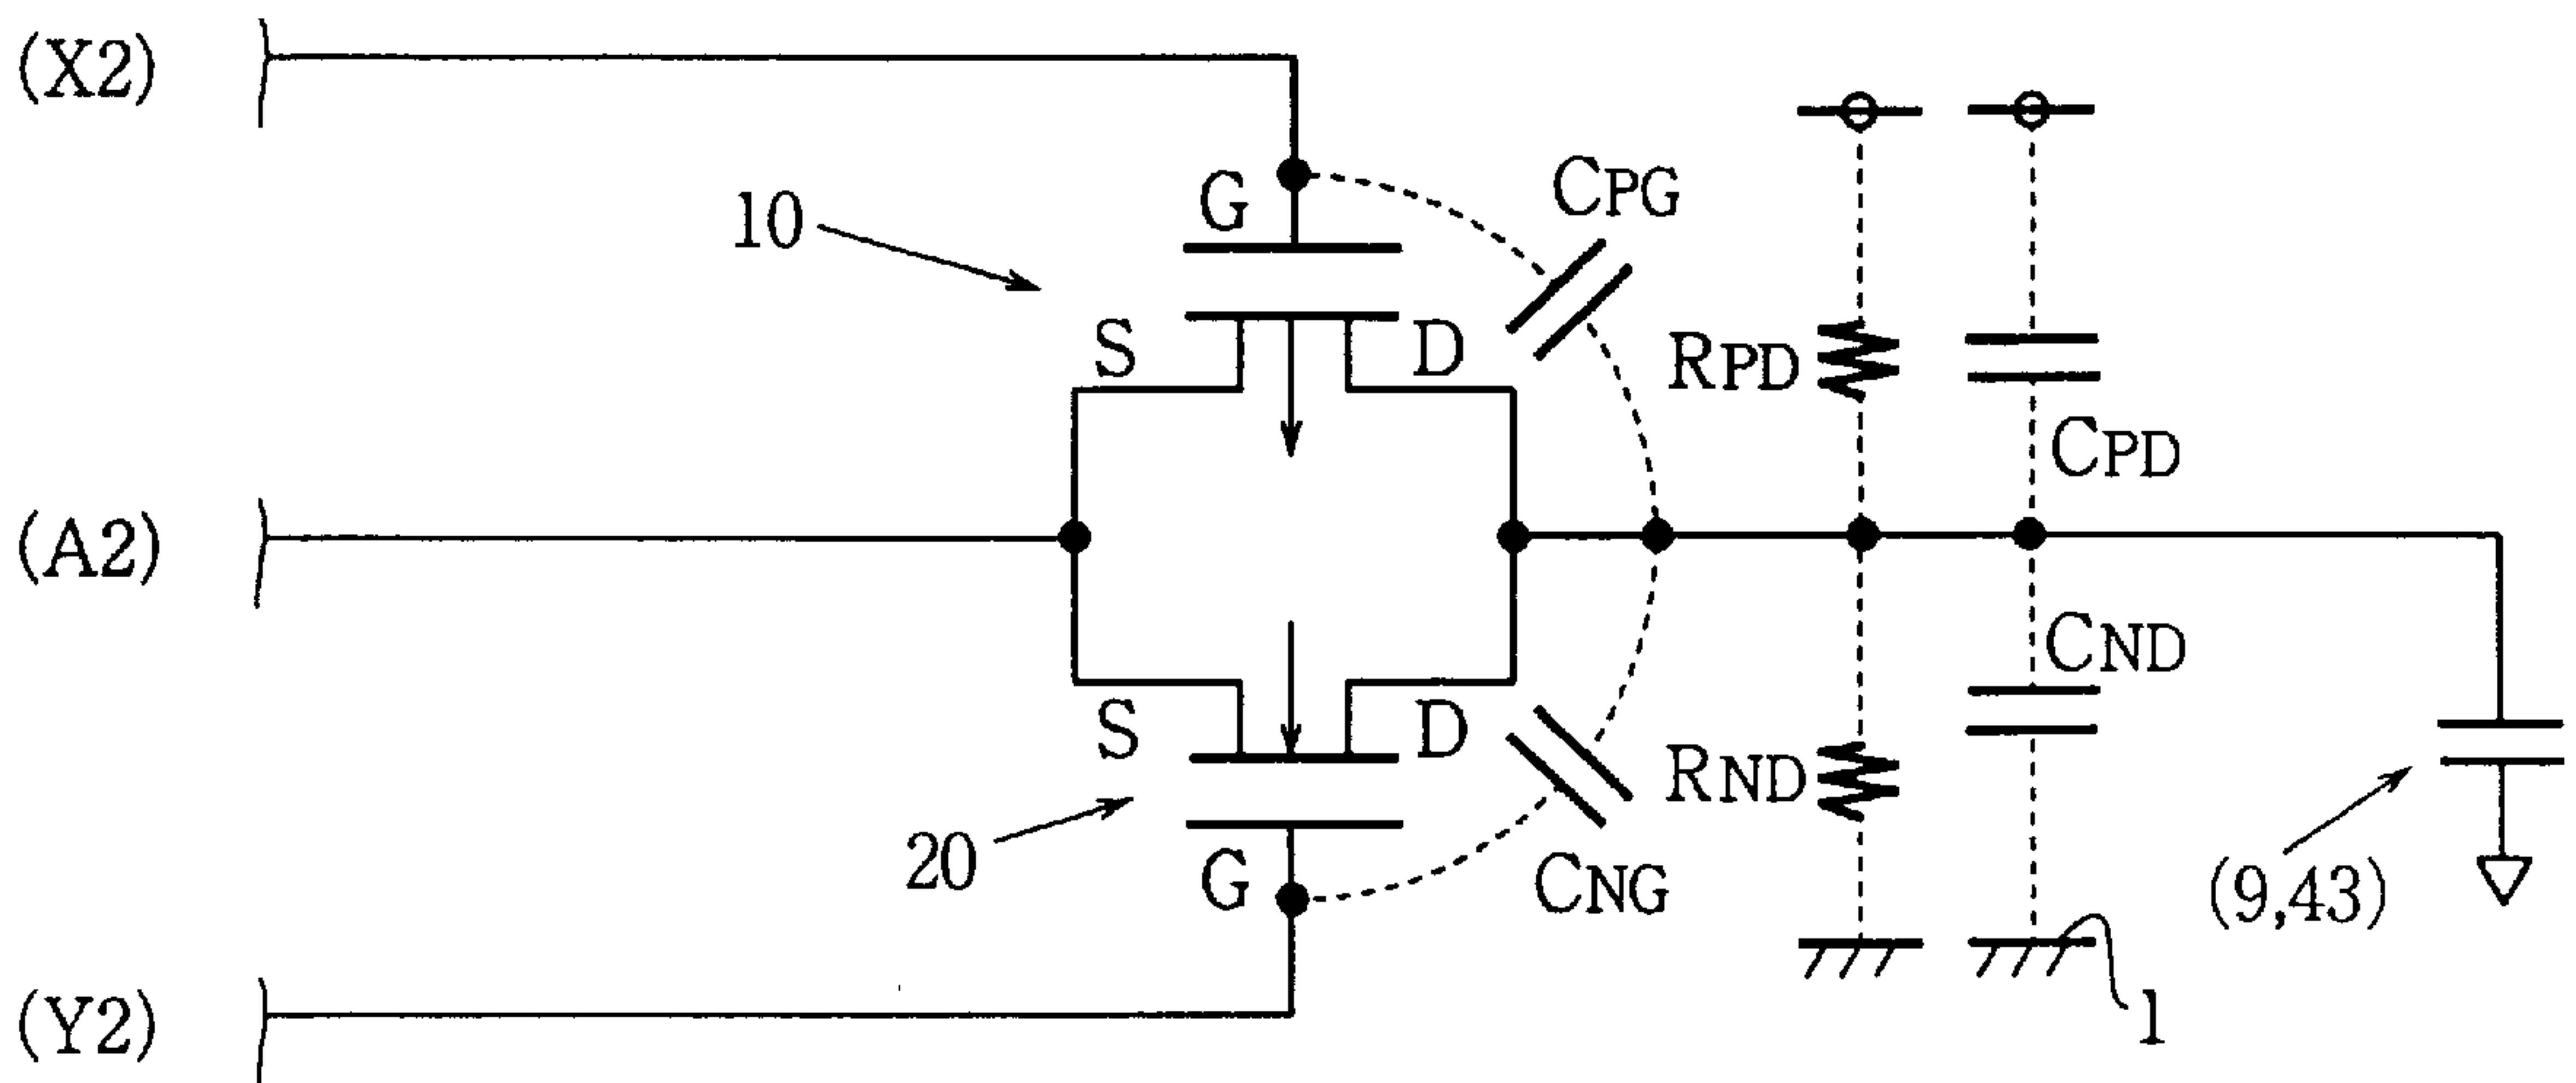 (X2)
G
CPG
10
S
D
RPD
CPD
(A2)
CND
S
D
RND
20
G
CNG
(9,43)
(Y2)
1